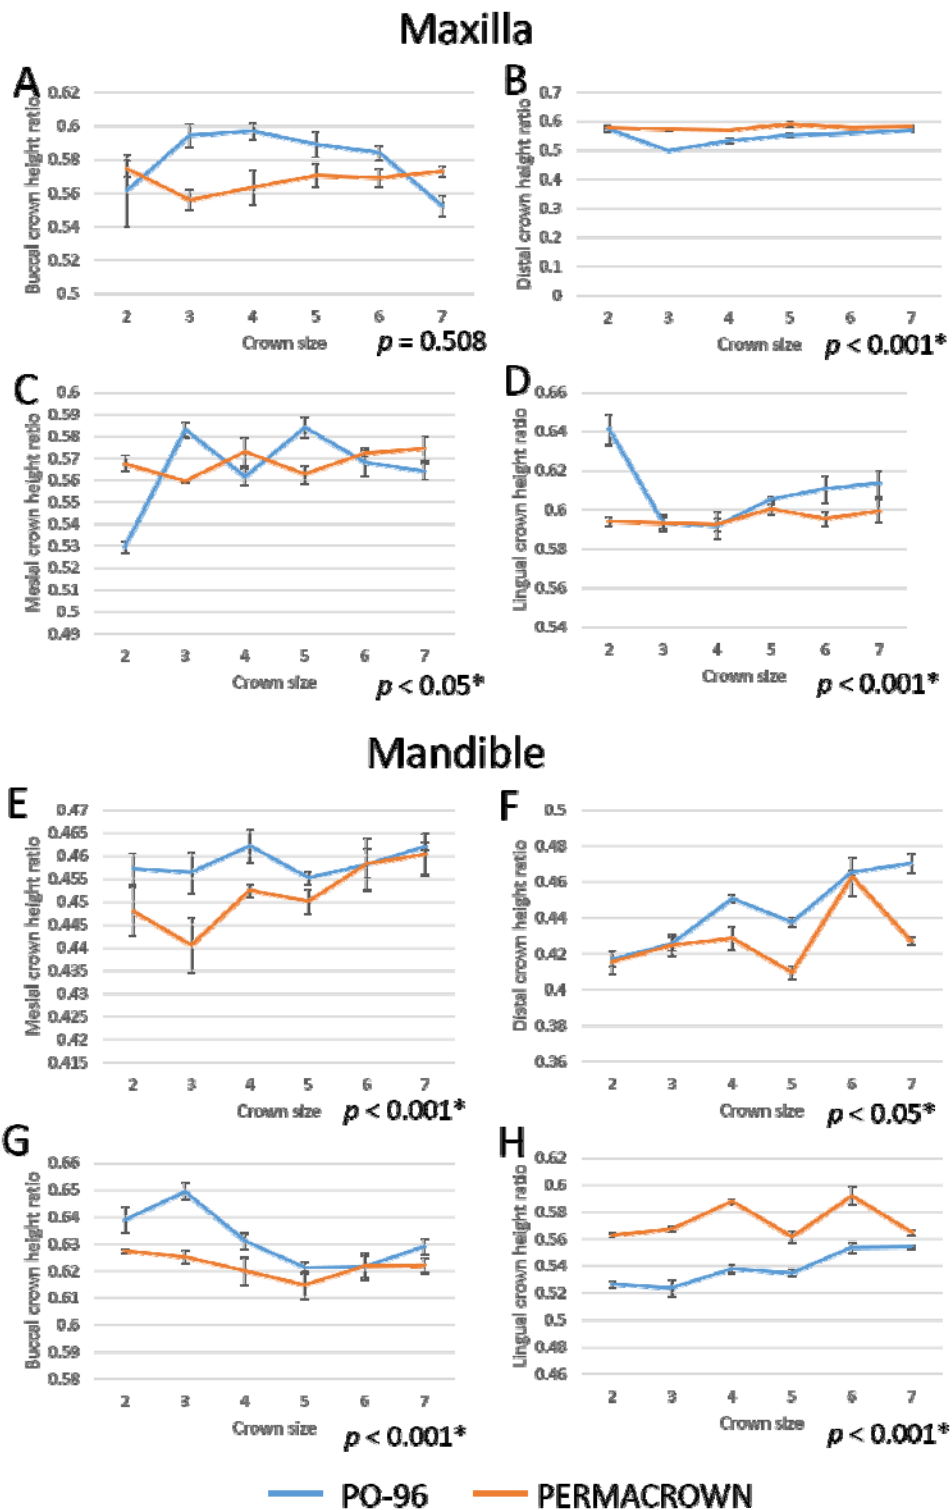 Maxilla
A
Buccal crown height ratio
0.62
0.6
0.58
0.56
0.54
0.52
0.5
2 3 4 5 6 7
Crown size
p = 0.508
B
Distal crown height ratio
0.7
0.6
0.5
0.4
0.3
0.2
0.1
0
2 3 4 5 6 7
Crown size
p < 0.001*
C
Mesial crown height ratio
0.6
0.59
0.58
0.57
0.56
0.55
0.54
0.53
0.52
0.51
0.5
0.49
2 3 4 5 6 7
Crown size
p < 0.05*
D
Lingual crown height ratio
0.66
0.64
0.62
0.6
0.58
0.56
0.54
2 3 4 5 6 7
Crown size
p < 0.001*
Mandible
E
Mesial crown height ratio
0.47
0.465
0.46
0.455
0.45
0.445
0.44
0.435
0.43
0.425
0.42
0.415
2 3 4 5 6 7
Crown size
p < 0.001*
F
Distal crown height ratio
0.5
0.48
0.46
0.44
0.42
0.4
0.38
0.36
2 3 4 5 6 7
Crown size
p < 0.05*
G
Buccal crown height ratio
0.66
0.65
0.64
0.63
0.62
0.61
0.6
0.59
0.58
2 3 4 5 6 7
Crown size
p < 0.001*
H
Lingual crown height ratio
0.62
0.6
0.58
0.56
0.54
0.52
0.5
0.48
0.46
2 3 4 5 6 7
Crown size
p < 0.001*
PO-96 PERMACROWN